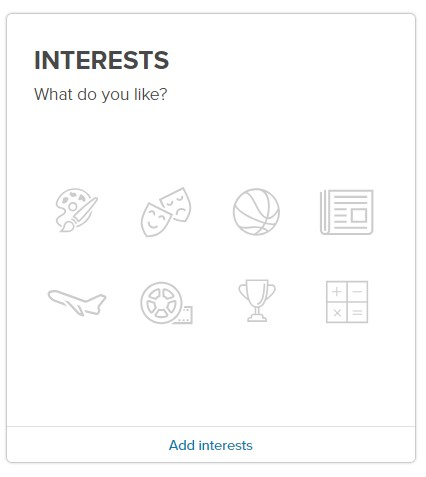 INTERESTS
What do you like?
Add interests